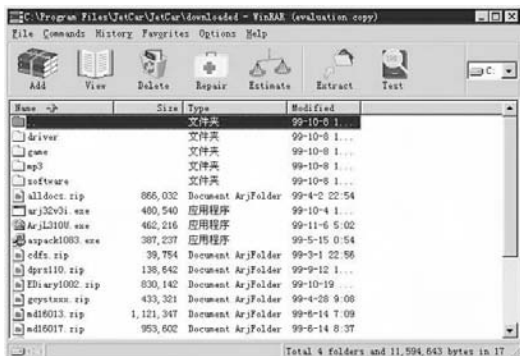 C:\Program Files\JetCar\JetCar\downloaded - WinRAR (evaluation copy)
File Commands History Favorites Options Help
Add View Delete Repair Estimate Extract Test C:
Name Size Type Modified
.. 文件夹 99-10-8 1...
driver 文件夹 99-10-8 1...
game 文件夹 99-10-8 1...
mp3 文件夹 99-10-8 1...
software 文件夹 99-10-8 1...
alldocs.zip 866,032 Document ArjFolder 99-4-2 22:54
arj32v3i.exe 480,540 应用程序 99-10-4 1...
ArjL310U.exe 462,216 应用程序 99-11-6 5:02
aspack1083.exe 387,237 应用程序 99-5-15 0:54
cdfs.zip 39,754 Document ArjFolder 99-3-1 22:56
dprs110.zip 138,642 Document ArjFolder 99-9-12 1...
EDiary1002.zip 830,142 Document ArjFolder 99-10-19 ...
gcystxxx.zip 433,321 Document ArjFolder 99-4-28 9:08
md16013.zip 1,121,347 Document ArjFolder 99-6-14 7:09
md16017.zip 953,602 Document ArjFolder 99-6-14 8:37
Total 4 folders and 11,594,643 bytes in 17